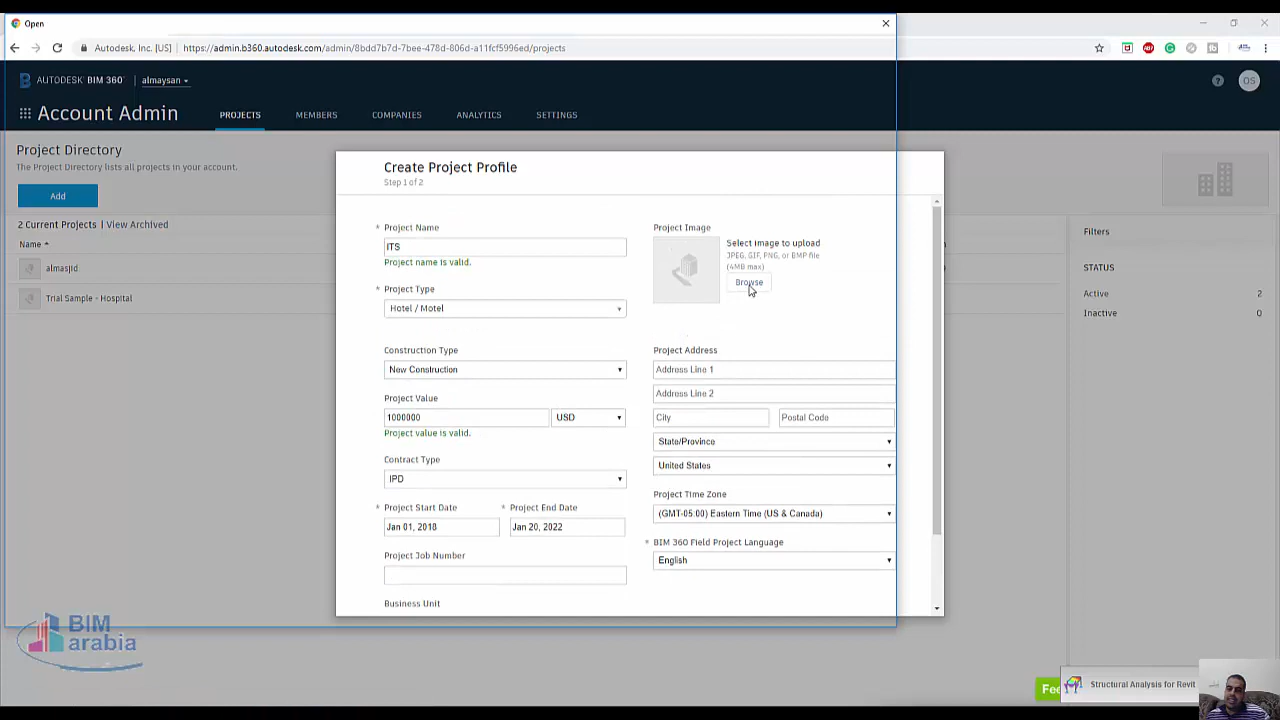 Open
Autodesk, Inc. [US]
https://admin.b360.autodesk.com/admin/8bdd7b7d-7bee-478d-806d-a11fcf5996ed/projects
AUTODESK BIM 360
almaysan
OS
Account Admin
PROJECTS
MEMBERS
COMPANIES
ANALYTICS
SETTINGS
Project Directory
The Project Directory lists all projects in your account.
Add
2 Current Projects | View Archived
Name
almasjid
Trial Sample - Hospital
Create Project Profile
Step 1 of 2
* Project Name
ITS
Project name is valid.
* Project Type
Hotel / Motel
Construction Type
New Construction
Project Value
1000000
USD
Project value is valid.
Contract Type
IPD
* Project Start Date
* Project End Date
Jan 01, 2018
Jan 20, 2022
Project Job Number
Business Unit
Project Image
Select image to upload
JPEG, GIF, PNG, or BMP file
(4MB max)
Browse
Project Address
Address Line 1
Address Line 2
City
Postal Code
State/Province
United States
Project Time Zone
(GMT-05:00) Eastern Time (US & Canada)
* BIM 360 Field Project Language
English
Filters
STATUS
Active 2
Inactive 0
BIM
arabia
Fee
Structural Analysis for Revit